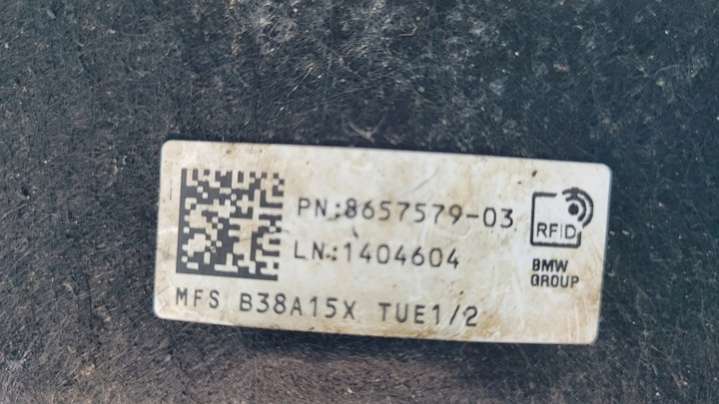 PN:8657579-03
LN:1404604
RFID
BMW
GROUP
MFS B38A15X TUE1/2